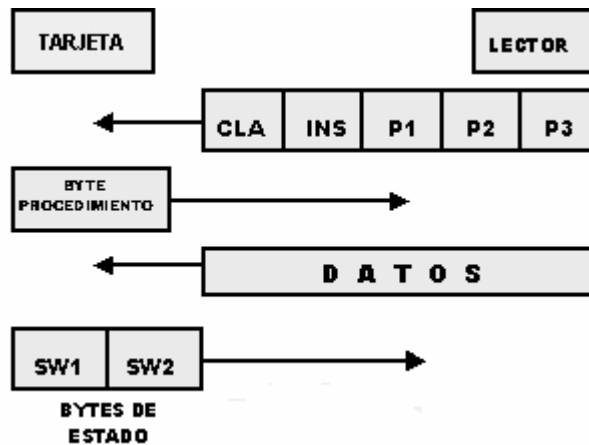 TARJETA
LECTOR
CLA INS P1 P2 P3
BYTE
PROCEDIMIENTO
D A T O S
SW1 SW2
BYTES DE
ESTADO